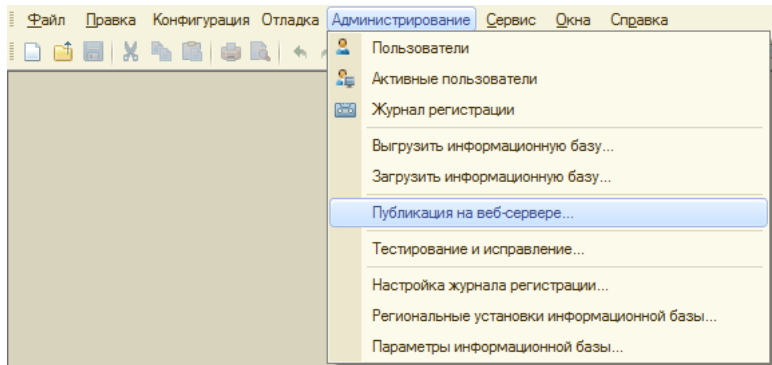 Файл Правка Конфигурация Отладка Администрирование Сервис Окна Справка
Пользователи
Активные пользователи
Журнал регистрации
Выгрузить информационную базу...
Загрузить информационную базу...
Публикация на веб-сервере...
Тестирование и исправление...
Настройка журнала регистрации...
Региональные установки информационной базы...
Параметры информационной базы...